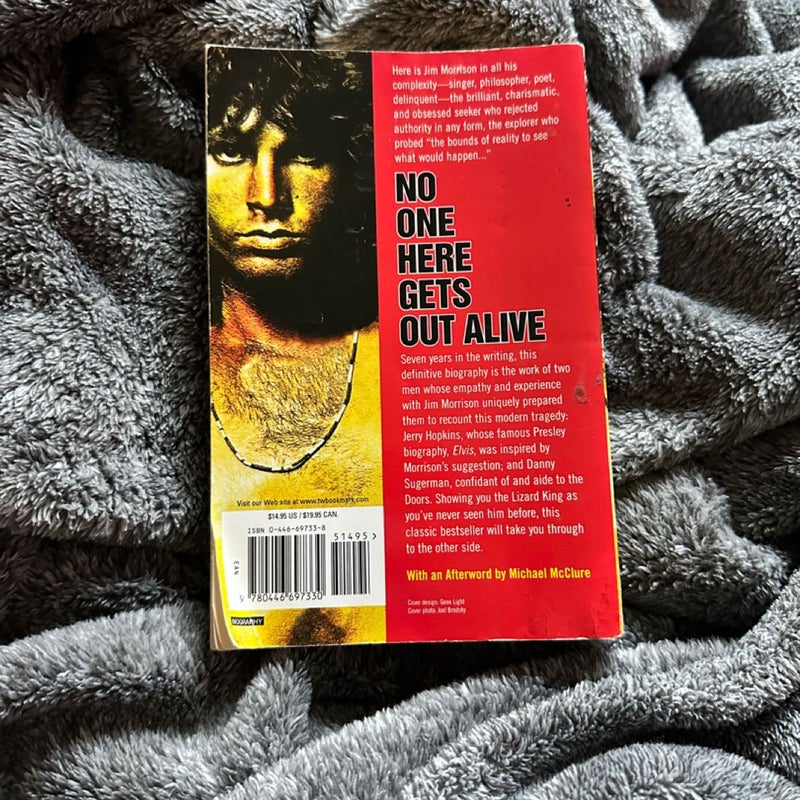 Here is Jim Morrison in all his
complexity—singer, philosopher, poet,
delinquent—the brilliant, charismatic,
and obsessed seeker who rejected
authority in any form, the explorer who
probed "the bounds of reality to see
what would happen..."
NO
ONE
HERE
GETS
OUT ALIVE
Seven years in the writing, this
definitive biography is the work of two
men whose empathy and experience
with Jim Morrison uniquely prepared
them to recount this modern tragedy:
Jerry Hopkins, whose famous Presley
biography, Elvis, was inspired by
Morrison's suggestion; and Danny
Sugerman, confidant of and aide to the
Doors. Showing you the Lizard King as
you've never seen him before, this
classic bestseller will take you through
to the other side.
With an Afterword by Michael McClure
Cover design: Gene Light
Cover photo: Joel Brodsky
Visit our Web site at www.twbookmark.com
$14.95 US / $19.95 CAN.
ISBN 0-446-69733-8
51495>
EAN
9 780446 697330
BIOGRAPHY